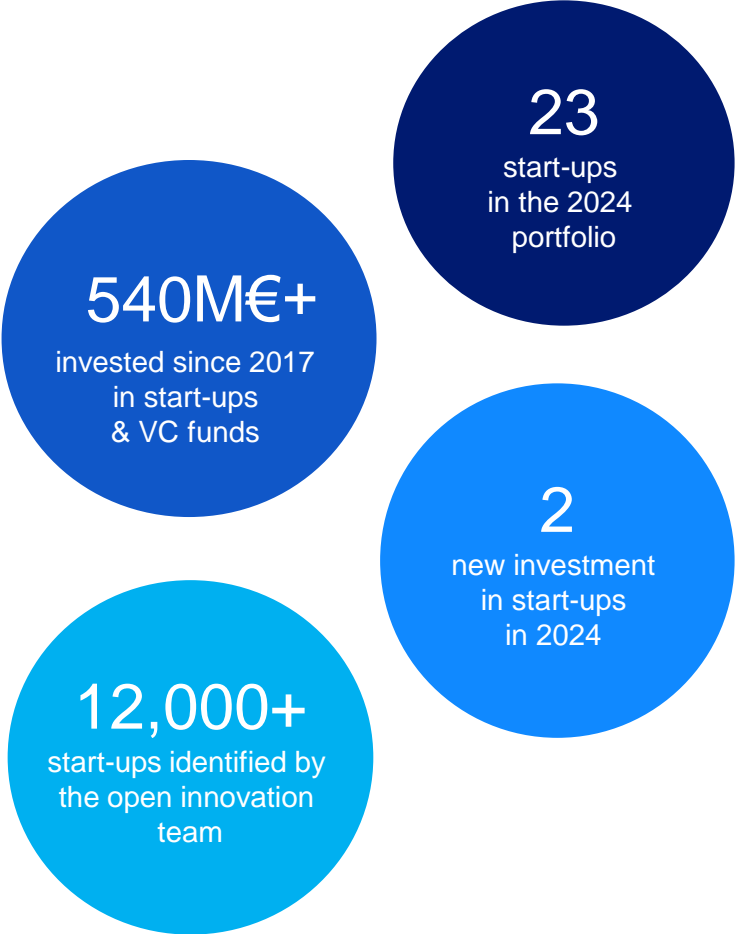 23
start-ups
in the 2024
portfolio
540M€+
invested since 2017
in start-ups
& VC funds
2
new investment
in start-ups
in 2024
12,000+
start-ups identified by
the open innovation
team